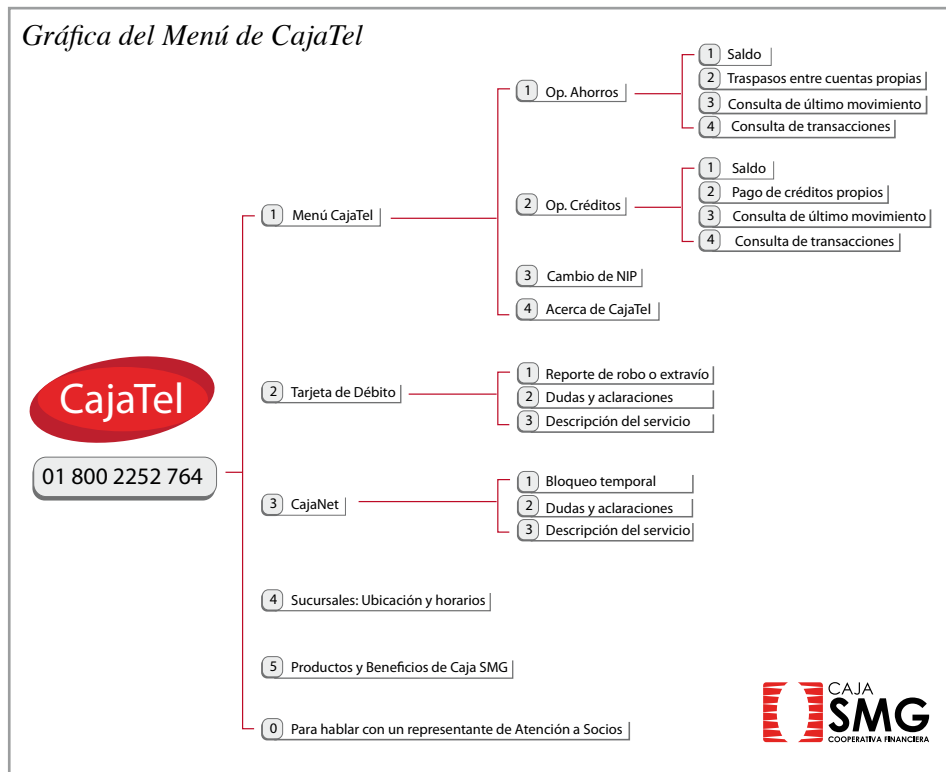 Gráfica del Menú de CajaTel
CajaTel
01 800 2252 764
1 Menú CajaTel
1 Op. Ahorros
1 Saldo
2 Traspasos entre cuentas propias
3 Consulta de último movimiento
4 Consulta de transacciones
2 Op. Créditos
1 Saldo
2 Pago de créditos propios
3 Consulta de último movimiento
4 Consulta de transacciones
3 Cambio de NIP
4 Acerca de CajaTel
2 Tarjeta de Débito
1 Reporte de robo o extravío
2 Dudas y aclaraciones
3 Descripción del servicio
3 CajaNet
1 Bloqueo temporal
2 Dudas y aclaraciones
3 Descripción del servicio
4 Sucursales: Ubicación y horarios
5 Productos y Beneficios de Caja SMG
0 Para hablar con un representante de Atención a Socios
CAJA
SMG
COOPERATIVA FINANCIERA